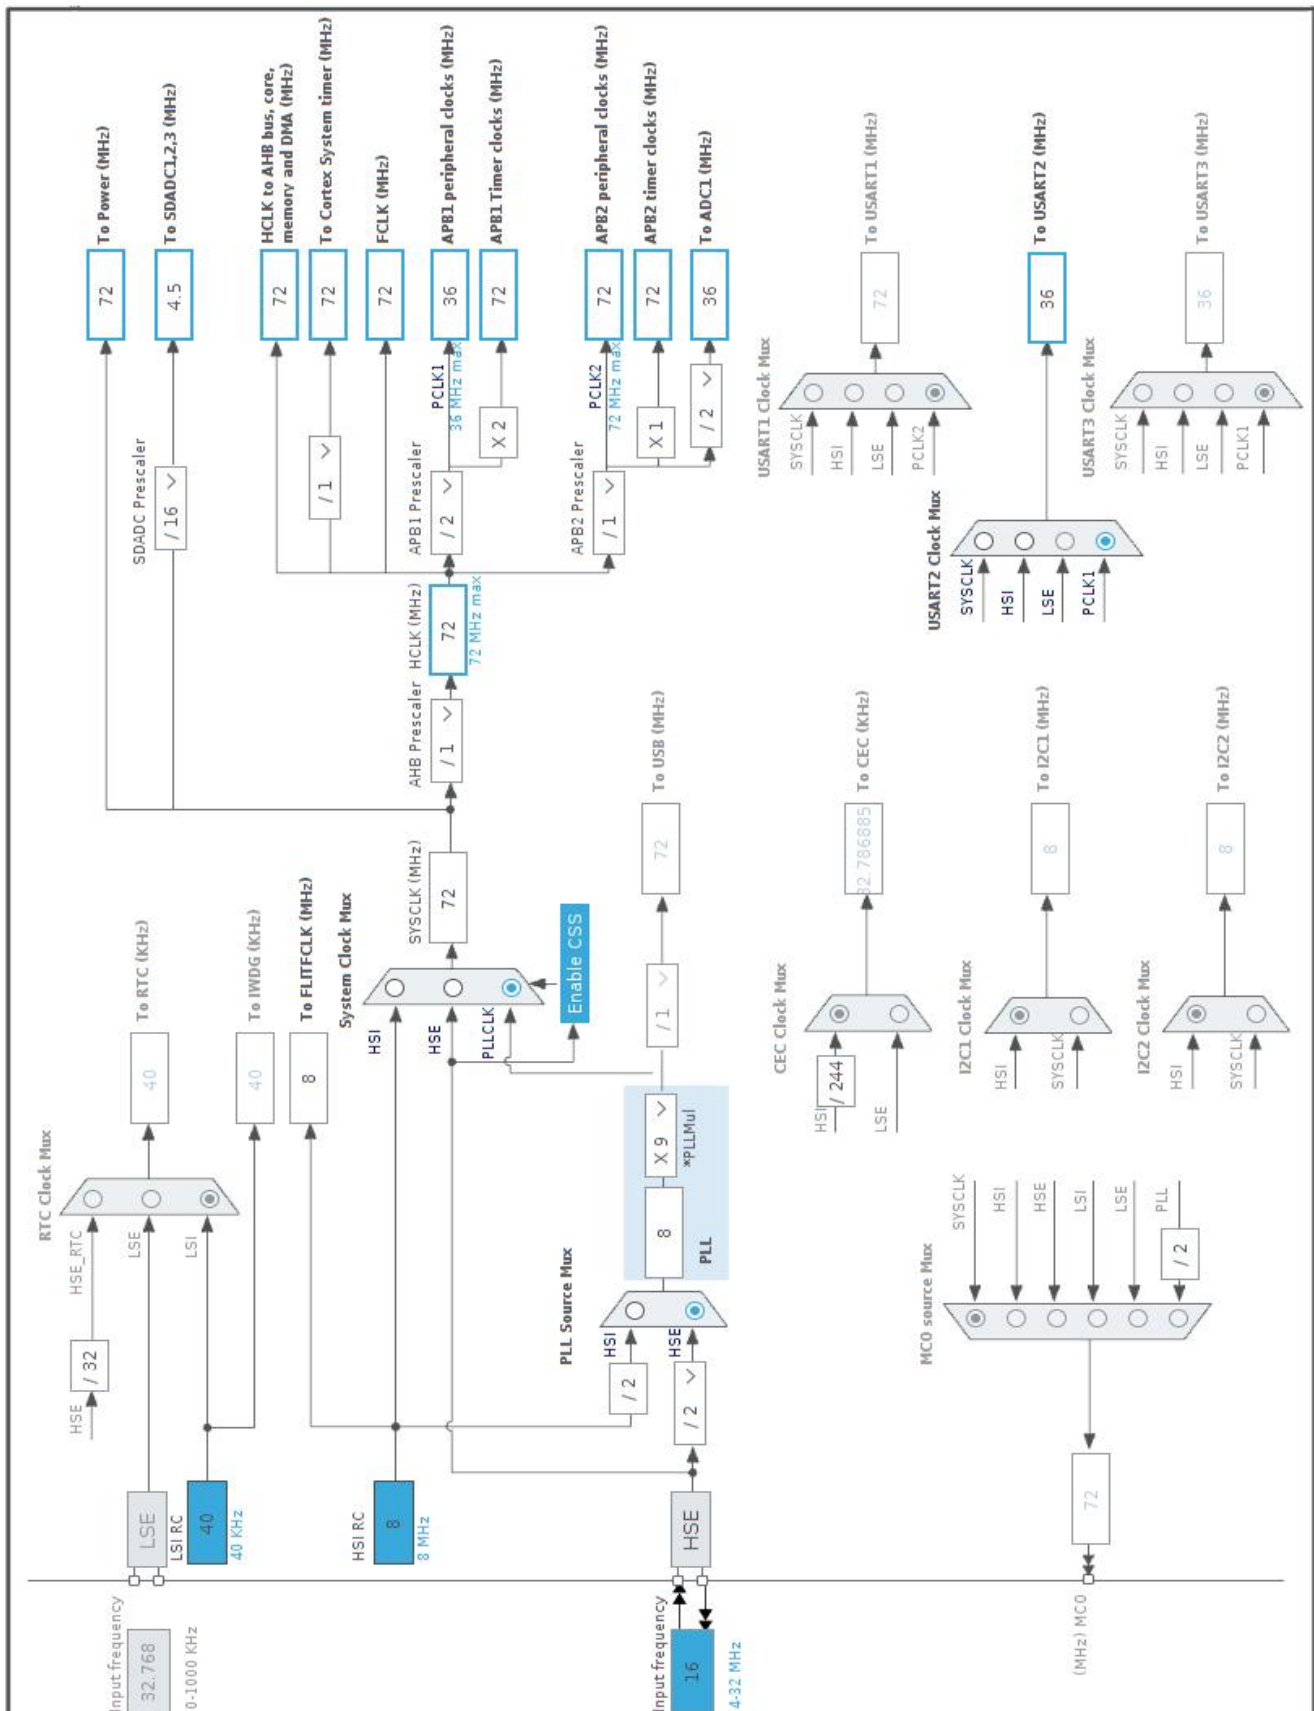 Input frequency
32.768
0-1000 KHz
LSE
LSI RC
40
40 KHz
HSI RC
8
8 MHz
Input frequency
16
4-32 MHz
HSE
HSE
/ 32
HSE_RTC
LSE
LSI
RTC Clock Mux
40
To RTC (KHz)
40
To IWDG (KHz)
8
To FLITFCLK (MHz)
System Clock Mux
HSI
HSE
PLLCLK
Enable CSS
PLL Source Mux
/ 2
HSI
/ 2
HSE
8
X 9
*PLLMul
PLL
/ 1
72
To USB (MHz)
SYSCLK (MHz)
72
AHB Prescaler
/ 1
HCLK (MHz)
72
72 MHz max
SDADC Prescaler
/ 16
72
To Power (MHz)
4.5
To SDADC1,2,3 (MHz)
72
HCLK to AHB bus, core,
memory and DMA (MHz)
/ 1
72
To Cortex System timer (MHz)
72
FCLK (MHz)
APB1 Prescaler
/ 2
PCLK1
36 MHz max
36
APB1 peripheral clocks (MHz)
X 2
72
APB1 Timer clocks (MHz)
APB2 Prescaler
/ 1
PCLK2
72 MHz max
72
APB2 peripheral clocks (MHz)
X 1
72
APB2 timer clocks (MHz)
/ 2
36
To ADC1 (MHz)
USART1 Clock Mux
SYSCLK
HSI
LSE
PCLK2
72
To USART1 (MHz)
USART2 Clock Mux
SYSCLK
HSI
LSE
PCLK1
36
To USART2 (MHz)
USART3 Clock Mux
SYSCLK
HSI
LSE
PCLK1
36
To USART3 (MHz)
CEC Clock Mux
HSI
/ 244
LSE
32.786885
To CEC (KHz)
I2C1 Clock Mux
HSI
SYSCLK
8
To I2C1 (MHz)
I2C2 Clock Mux
HSI
SYSCLK
8
To I2C2 (MHz)
MCO source Mux
SYSCLK
HSI
HSE
LSI
LSE
PLL
/ 2
72
(MHz) MCO